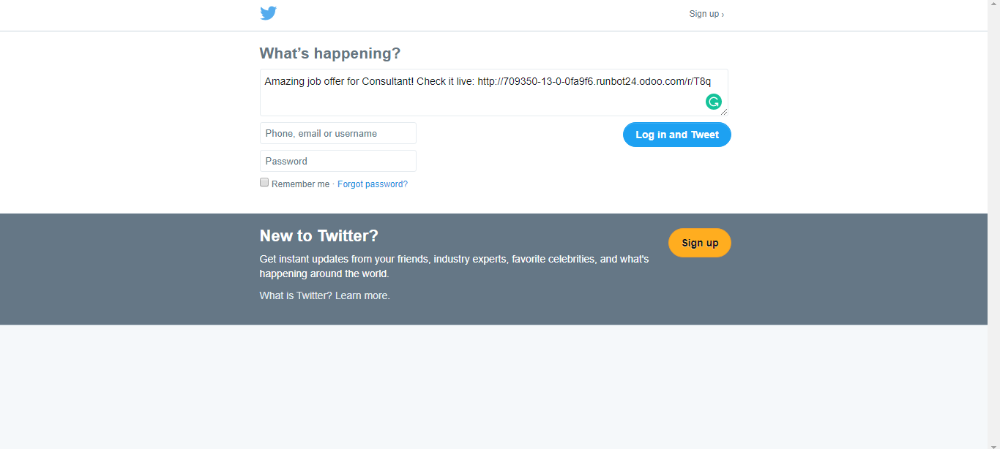 Sign up ›
What’s happening?
Amazing job offer for Consultant! Check it live: http://709350-13-0-0fa9f6.runbot24.odoo.com/r/T8q
Phone, email or username
Log in and Tweet
Password
Remember me · Forgot password?
New to Twitter?
Sign up
Get instant updates from your friends, industry experts, favorite celebrities, and what's
happening around the world.
What is Twitter? Learn more.